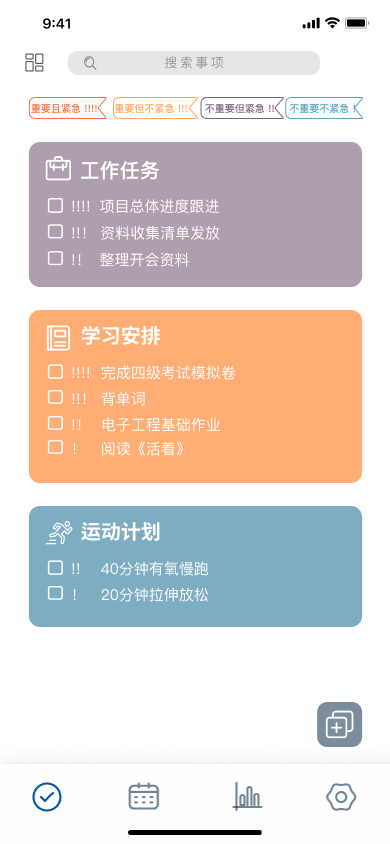 9:41
搜索事项
重要且紧急 !!!!
重要但不紧急 !!!
不重要但紧急 !!
不重要不紧急 !
工作任务
!!!! 项目总体进度跟进
!!! 资料收集清单发放
!! 整理开会资料
学习安排
!!!! 完成四级考试模拟卷
!!! 背单词
!! 电子工程基础作业
! 阅读《活着》
运动计划
!! 40分钟有氧慢跑
! 20分钟拉伸放松